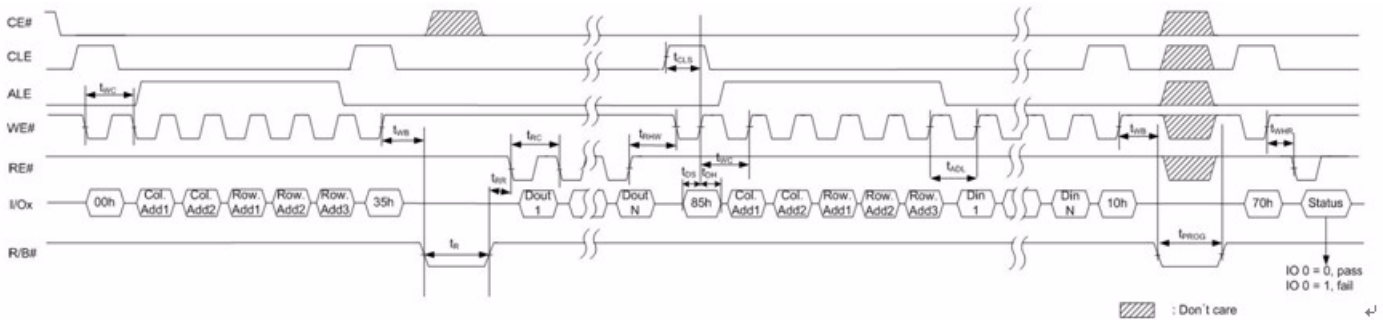 CE#
CLE
tCLS
ALE
tWC
WE#
tWB tRC tRHW tWC tADL tWB tWHR
RE#
tRR tDS tDH
I/Ox 00h Col. Add1 Col. Add2 Row. Add1 Row. Add2 Row. Add3 35h Dout 1 Dout N 85h Col. Add1 Col. Add2 Row. Add1 Row. Add2 Row. Add3 Din 1 Din N 10h 70h Status
R/B# tR tPROG
IO 0 = 0, pass
IO 0 = 1, fail
: Don´t care